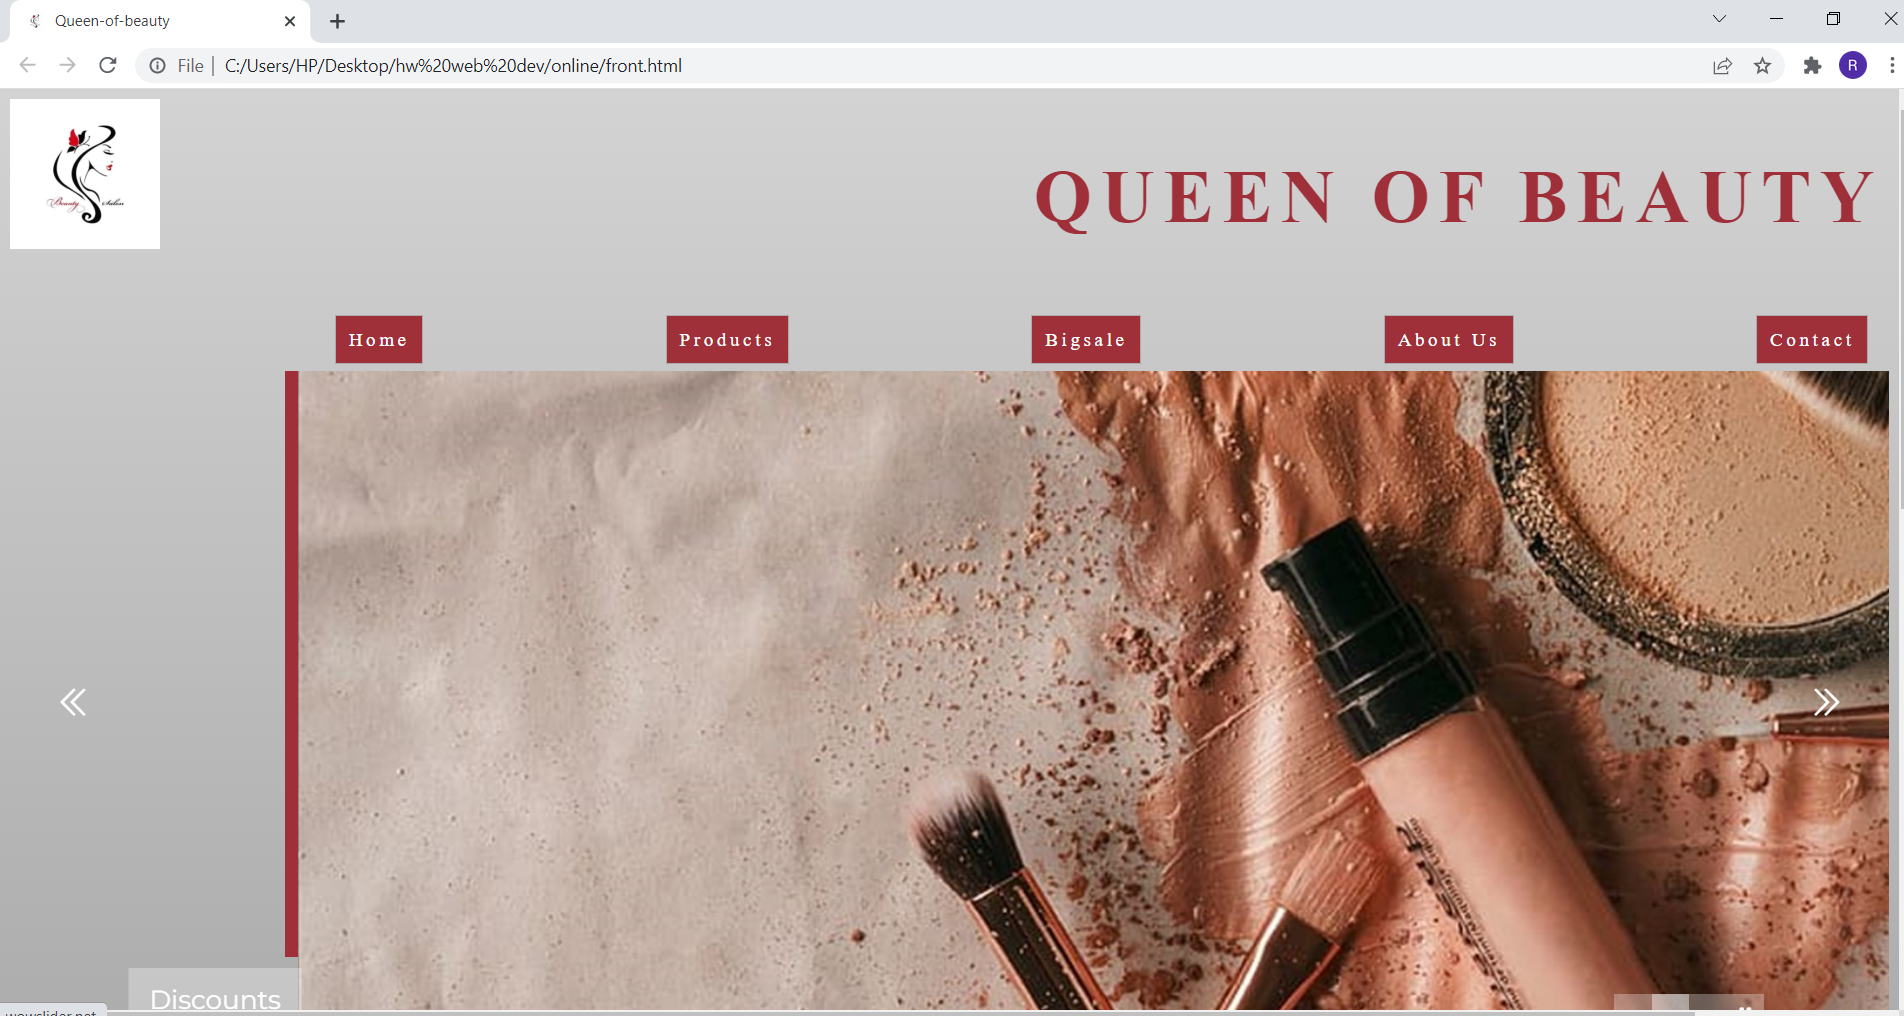 Queen-of-beauty
File
C:/Users/HP/Desktop/hw%20web%20dev/online/front.html
R
Beauty Salon
QUEEN OF BEAUTY
Home
Products
Bigsale
About Us
Contact
Discounts
wowslider.net